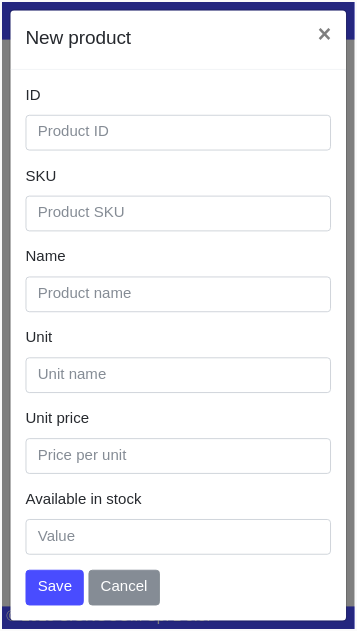 New product ×
ID
Product ID
SKU
Product SKU
Name
Product name
Unit
Unit name
Unit price
Price per unit
Available in stock
Value
Save Cancel